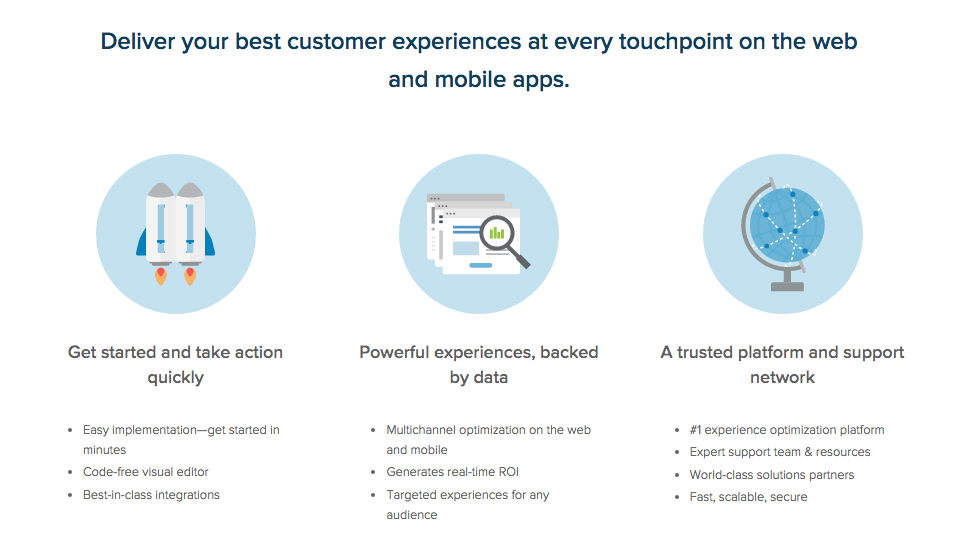 Deliver your best customer experiences at every touchpoint on the web
and mobile apps.
Get started and take action
quickly
• Easy implementation—get started in
minutes
• Code-free visual editor
• Best-in-class integrations
Powerful experiences, backed
by data
• Multichannel optimization on the web
and mobile
• Generates real-time ROI
• Targeted experiences for any
audience
A trusted platform and support
network
• #1 experience optimization platform
• Expert support team & resources
• World-class solutions partners
• Fast, scalable, secure